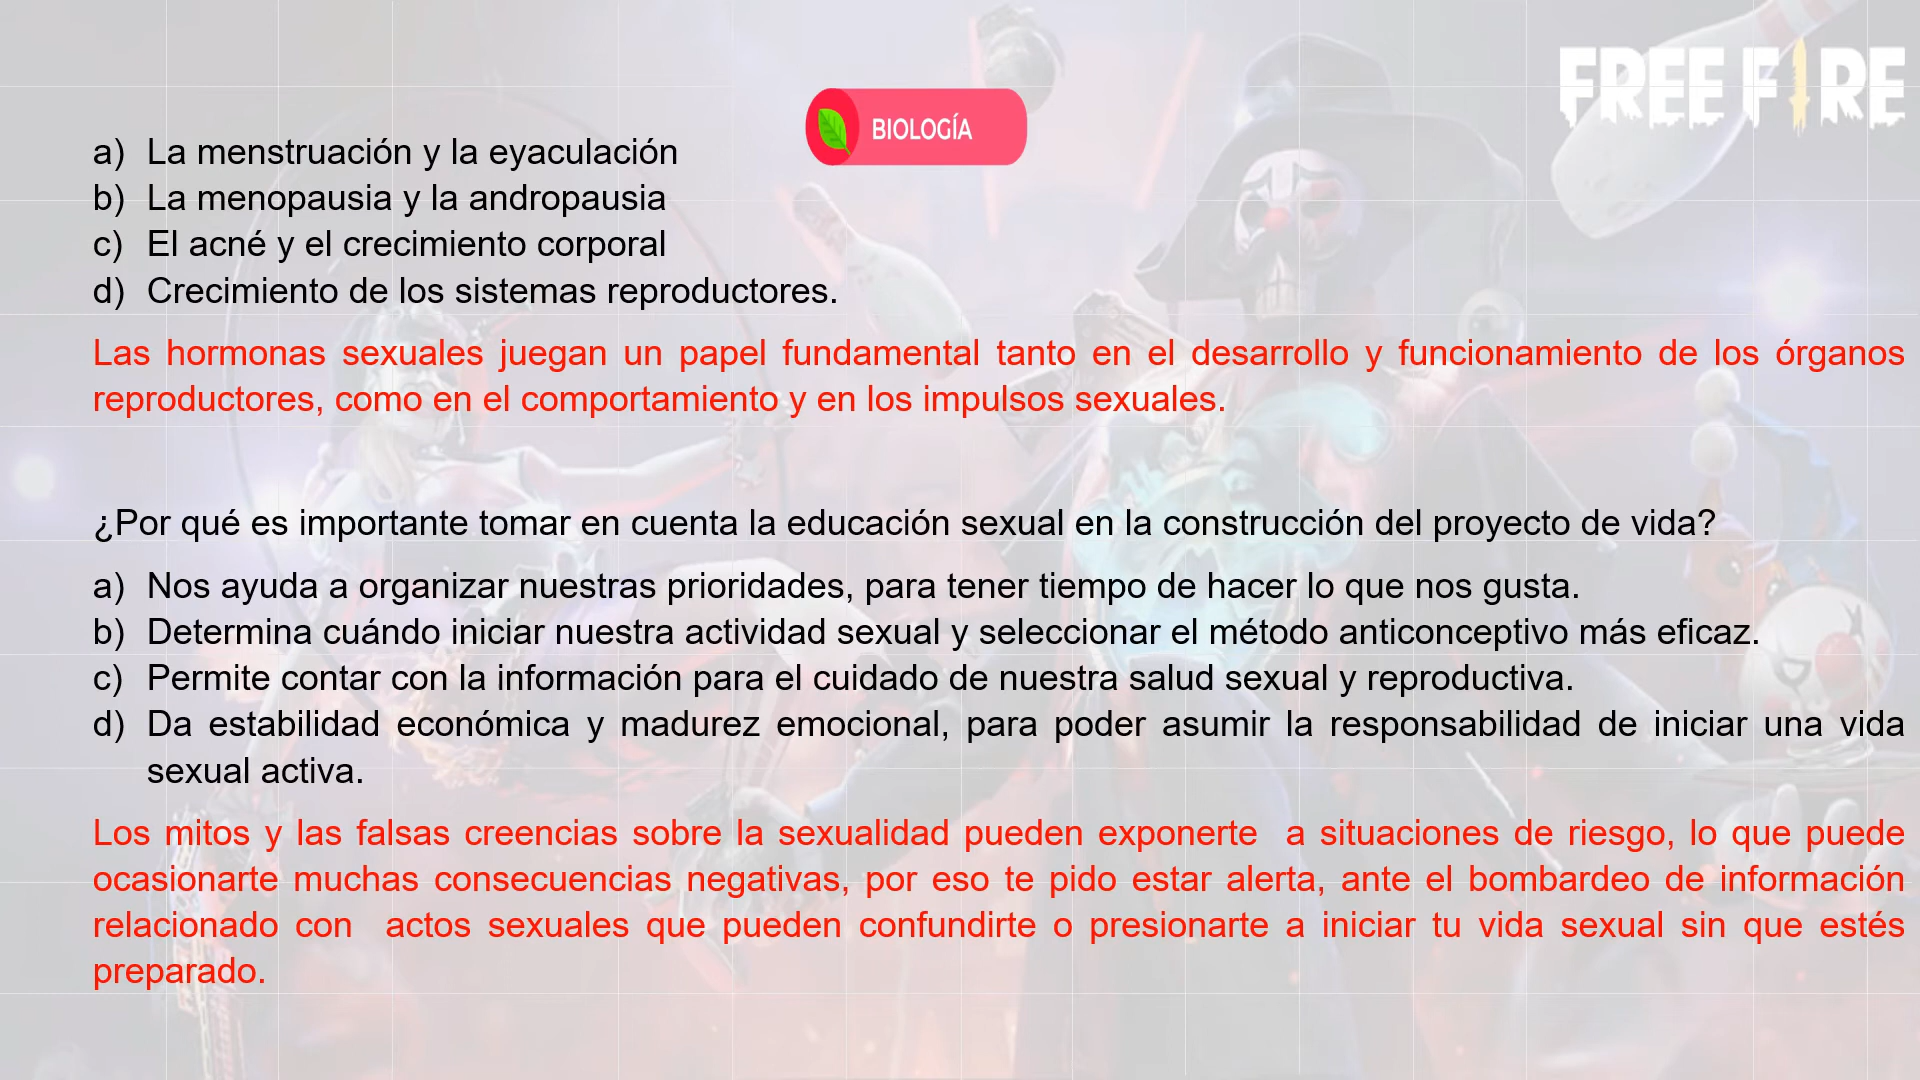 FREE FIRE
BIOLOGÍA
a) La menstruación y la eyaculación
b) La menopausia y la andropausia
c) El acné y el crecimiento corporal
d) Crecimiento de los sistemas reproductores.
Las hormonas sexuales juegan un papel fundamental tanto en el desarrollo y funcionamiento de los órganos
reproductores, como en el comportamiento y en los impulsos sexuales.
¿Por qué es importante tomar en cuenta la educación sexual en la construcción del proyecto de vida?
a) Nos ayuda a organizar nuestras prioridades, para tener tiempo de hacer lo que nos gusta.
b) Determina cuándo iniciar nuestra actividad sexual y seleccionar el método anticonceptivo más eficaz.
c) Permite contar con la información para el cuidado de nuestra salud sexual y reproductiva.
d) Da estabilidad económica y madurez emocional, para poder asumir la responsabilidad de iniciar una vida
sexual activa.
Los mitos y las falsas creencias sobre la sexualidad pueden exponerte a situaciones de riesgo, lo que puede
ocasionarte muchas consecuencias negativas, por eso te pido estar alerta, ante el bombardeo de información
relacionado con actos sexuales que pueden confundirte o presionarte a iniciar tu vida sexual sin que estés
preparado.